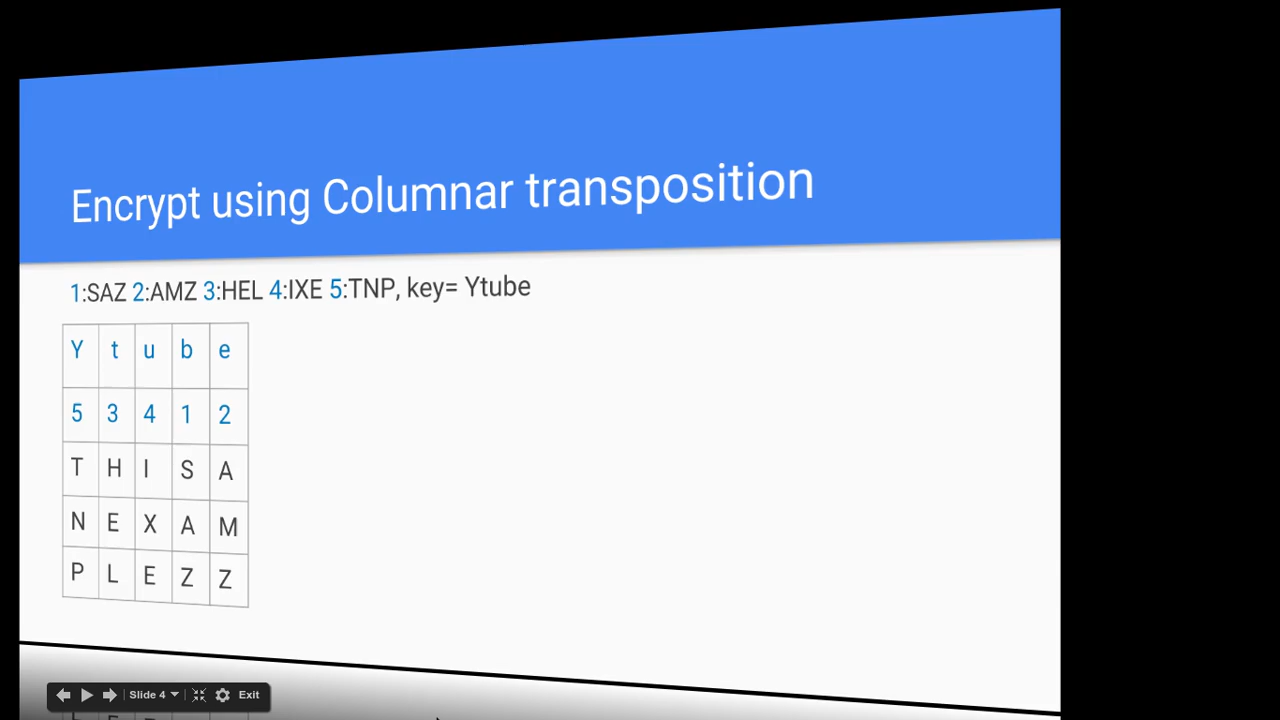 Encrypt using Columnar transposition
1:SAZ 2:AMZ 3:HEL 4:IXE 5:TNP, key= Ytube
Y t u b e
5 3 4 1 2
T H I S A
N E X A M
P L E Z Z
Slide 4 Exit